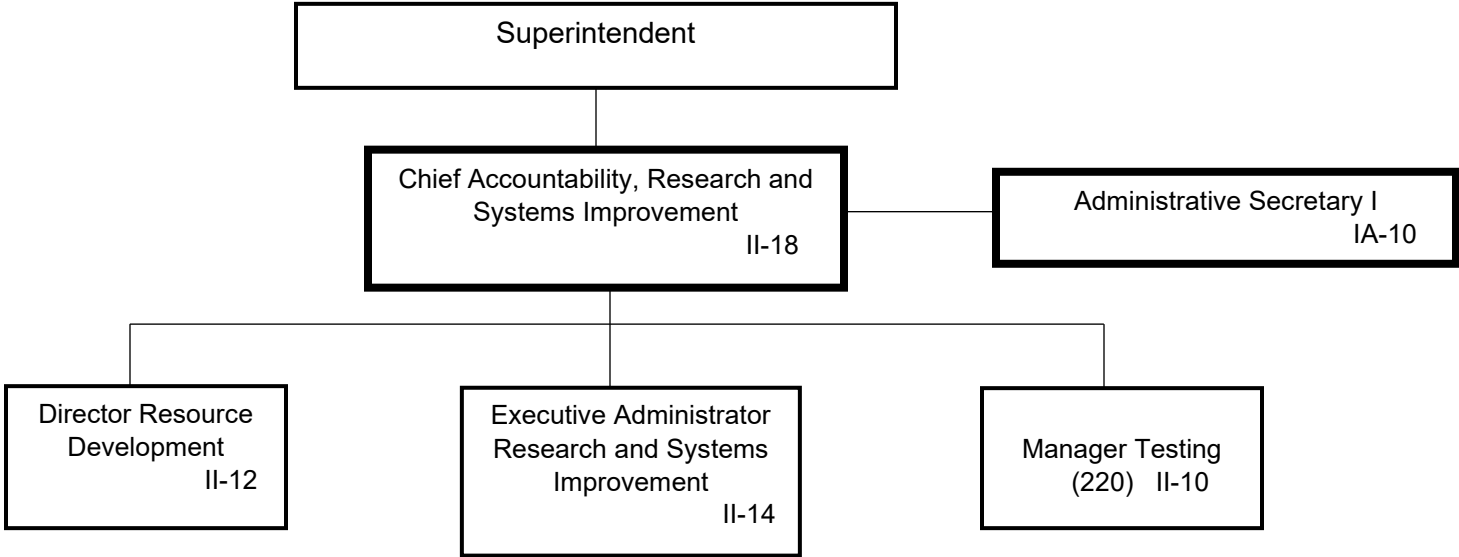 Superintendent
Chief Accountability, Research and
Systems Improvement
II-18
Administrative Secretary I
IA-10
Director Resource
Development
II-12
Executive Administrator
Research and Systems
Improvement
II-14
Manager Testing
(220) II-10